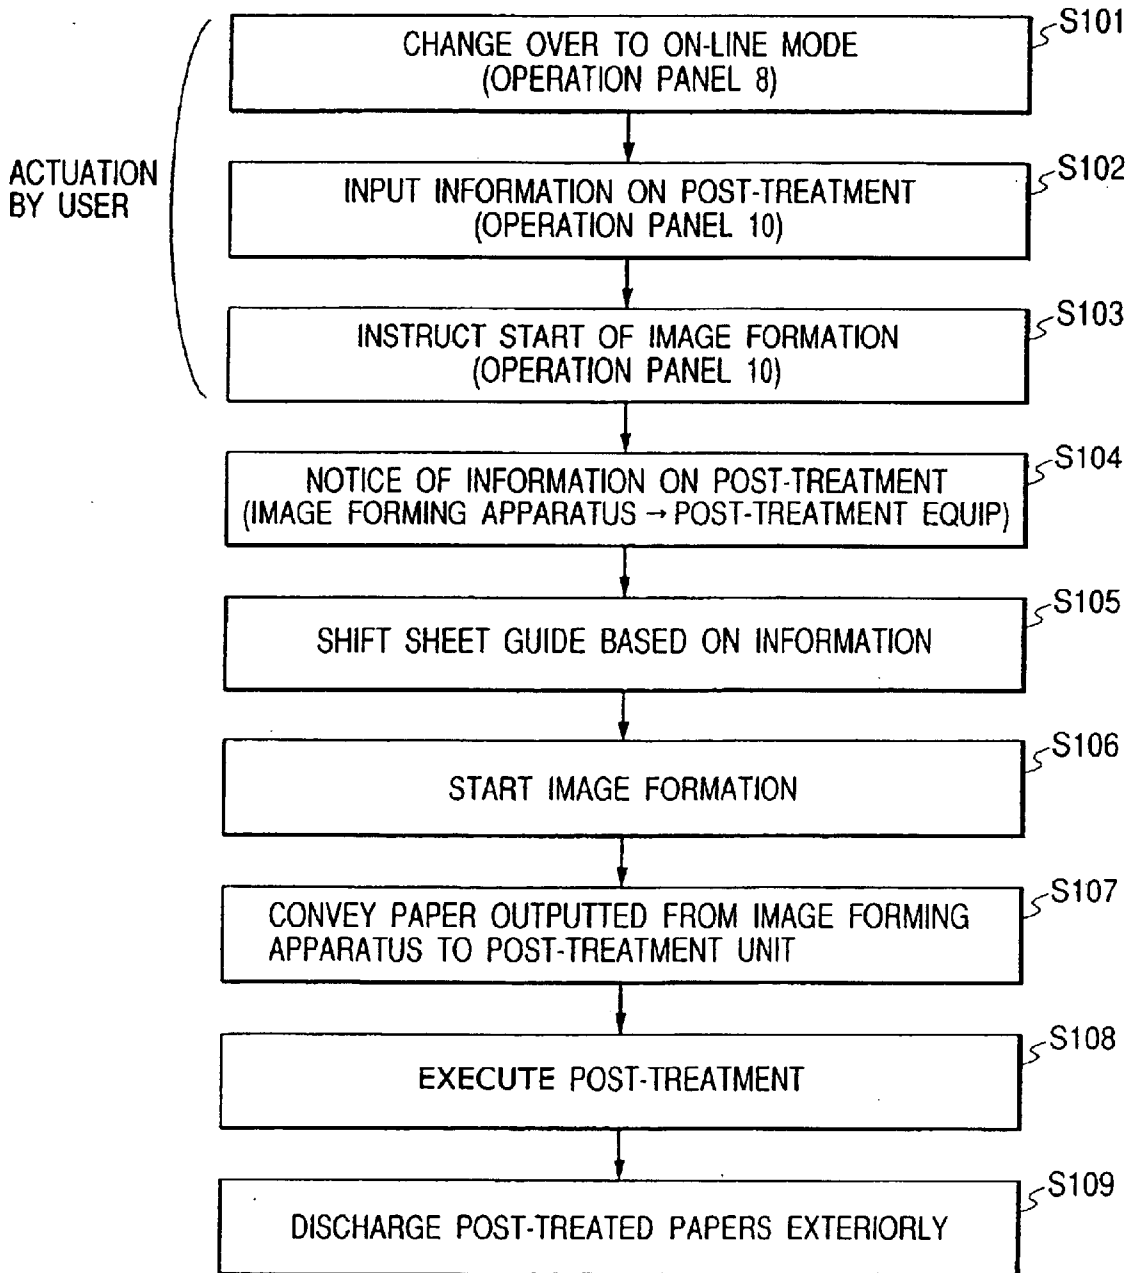 S101
CHANGE OVER TO ON-LINE MODE
(OPERATION PANEL 8)
ACTUATION
BY USER
S102
INPUT INFORMATION ON POST-TREATMENT
(OPERATION PANEL 10)
S103
INSTRUCT START OF IMAGE FORMATION
(OPERATION PANEL 10)
S104
NOTICE OF INFORMATION ON POST-TREATMENT
(IMAGE FORMING APPARATUS → POST-TREATMENT EQUIP)
S105
SHIFT SHEET GUIDE BASED ON INFORMATION
S106
START IMAGE FORMATION
S107
CONVEY PAPER OUTPUTTED FROM IMAGE FORMING
APPARATUS TO POST-TREATMENT UNIT
S108
EXECUTE POST-TREATMENT
S109
DISCHARGE POST-TREATED PAPERS EXTERIORLY